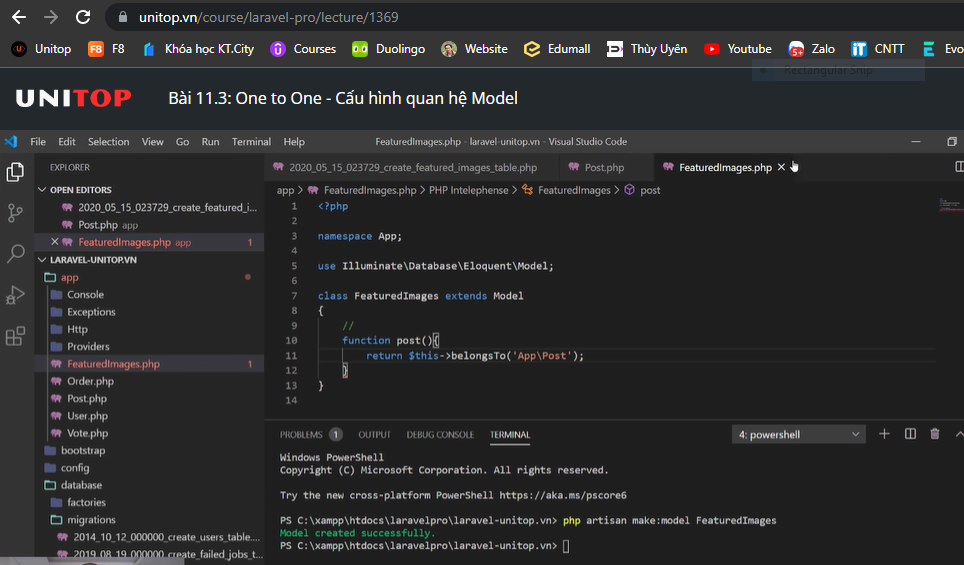 unitop.vn/course/laravel-pro/lecture/1369
Unitop F8 F8 Khóa học KT.City Courses Duolingo Website Edumall Thùy Uyên Youtube 5+ Zalo iT CNTT Evo
Rectangular Snip
UNITOP Bài 11.3: One to One - Cấu hình quan hệ Model
File Edit Selection View Go Run Terminal Help FeaturedImages.php - laravel-unitop.vn - Visual Studio Code
EXPLORER
OPEN EDITORS
2020_05_15_023729_create_featured_i...
Post.php app
FeaturedImages.php app 1
LARAVEL-UNITOP.VN
app
Console
Exceptions
Http
Providers
FeaturedImages.php 1
Order.php
Post.php
User.php
Vote.php
bootstrap
config
database
factories
migrations
2014_10_12_000000_create_users_table....
2019_08_19_000000_create_failed_jobs_t...
2020_05_15_023729_create_featured_images_table.php Post.php FeaturedImages.php
app > FeaturedImages.php > PHP Intelephense > FeaturedImages > post
1 <?php
2
3 namespace App;
4
5 use Illuminate\Database\Eloquent\Model;
6
7 class FeaturedImages extends Model
8 {
9 //
10 function post(){
11 return $this->belongsTo('App\Post');
12 }
13 }
14
PROBLEMS 1 OUTPUT DEBUG CONSOLE TERMINAL 4: powershell
Windows PowerShell
Copyright (C) Microsoft Corporation. All rights reserved.
Try the new cross-platform PowerShell https://aka.ms/pscore6
PS C:\xampp\htdocs\laravelpro\laravel-unitop.vn> php artisan make:model FeaturedImages
Model created successfully.
PS C:\xampp\htdocs\laravelpro\laravel-unitop.vn>